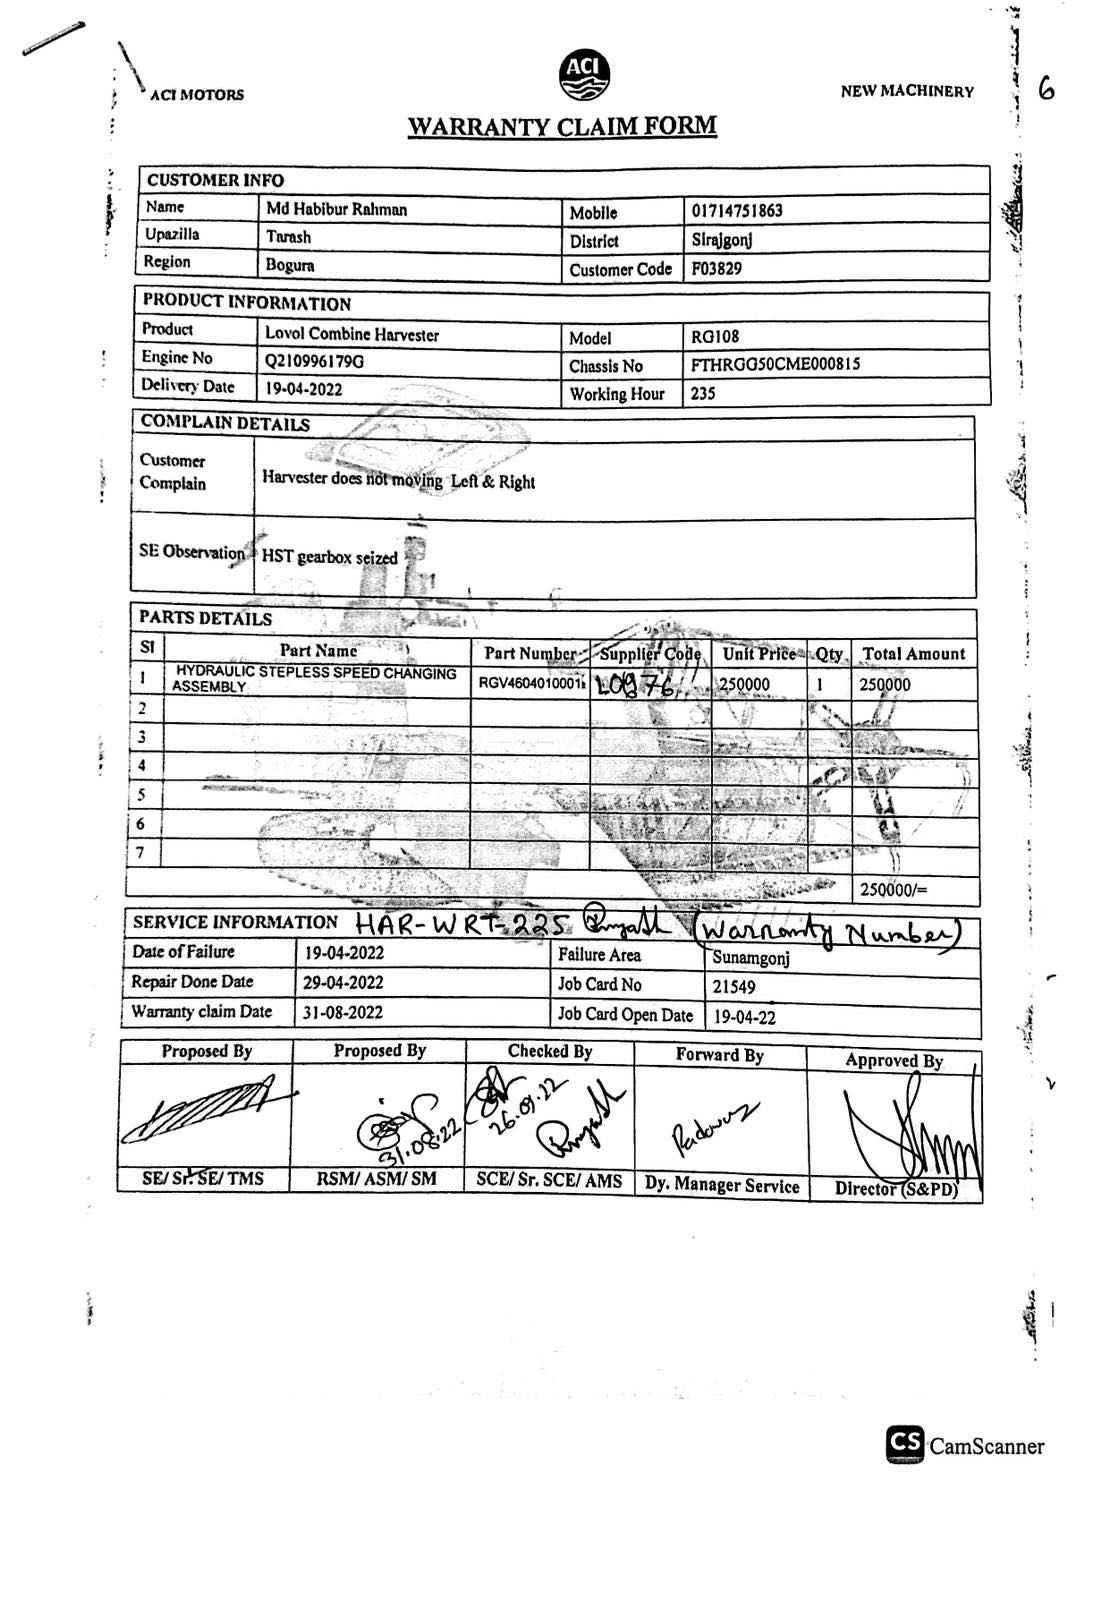 ACI
ACI MOTORS
NEW MACHINERY
6
WARRANTY CLAIM FORM
CUSTOMER INFO
Name Md Habibur Rahman Mobile 01714751863
Upazilla Tarash District Sirajgonj
Region Bogura Customer Code F03829
PRODUCT INFORMATION
Product Lovol Combine Harvester Model RG108
Engine No Q210996179G Chassis No FTHRGG50CME000815
Delivery Date 19-04-2022 Working Hour 235
COMPLAIN DETAILS
Customer
Complain
Harvester does not moving Left & Right
SE Observation HST gearbox seized
PARTS DETAILS
Sl Part Name Part Number Supplier Code Unit Price Qty Total Amount
1 HYDRAULIC STEPLESS SPEED CHANGING
ASSEMBLY
250000 1 250000
2
3
4
5
6
7
250000/=
SERVICE INFORMATION HAR-WRT-225 (Warranty Number)
Date of Failure 19-04-2022 Failure Area Sunamgonj
Repair Done Date 29-04-2022 Job Card No 21549
Warranty claim Date 31-08-2022 Job Card Open Date 19-04-22
Proposed By Proposed By Checked By Forward By Approved By
31.08.22 26.09.22
SE/ Sr. SE/ TMS RSM/ ASM/ SM SCE/ Sr. SCE/ AMS Dy. Manager Service Director (S&PD)
CS CamScanner